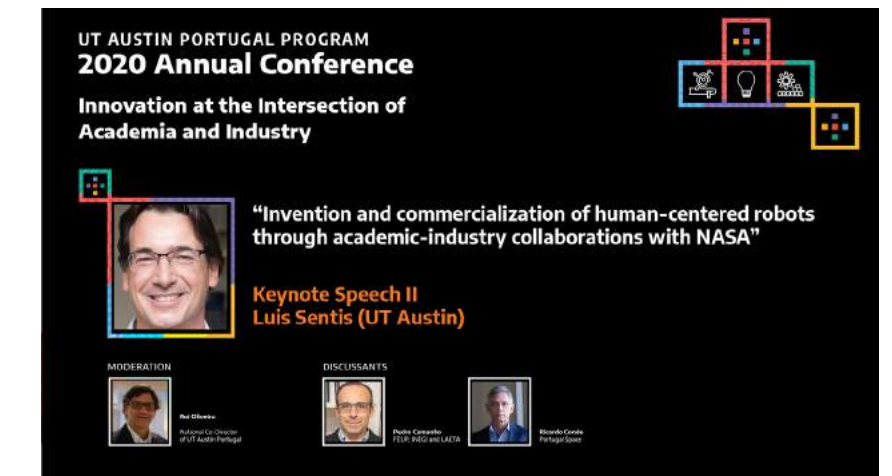 UT AUSTIN PORTUGAL PROGRAM
2020 Annual Conference
Innovation at the Intersection of
Academia and Industry
“Invention and commercialization of human-centered robots
through academic-industry collaborations with NASA”
Keynote Speech II
Luis Sentis (UT Austin)
MODERATION
Rui Oliveira
National Co-Director
of UT Austin Portugal
DISCUSSANTS
Pedro Camanho
FEUP, INEGI and LAETA
Ricardo Conde
Portugal Space